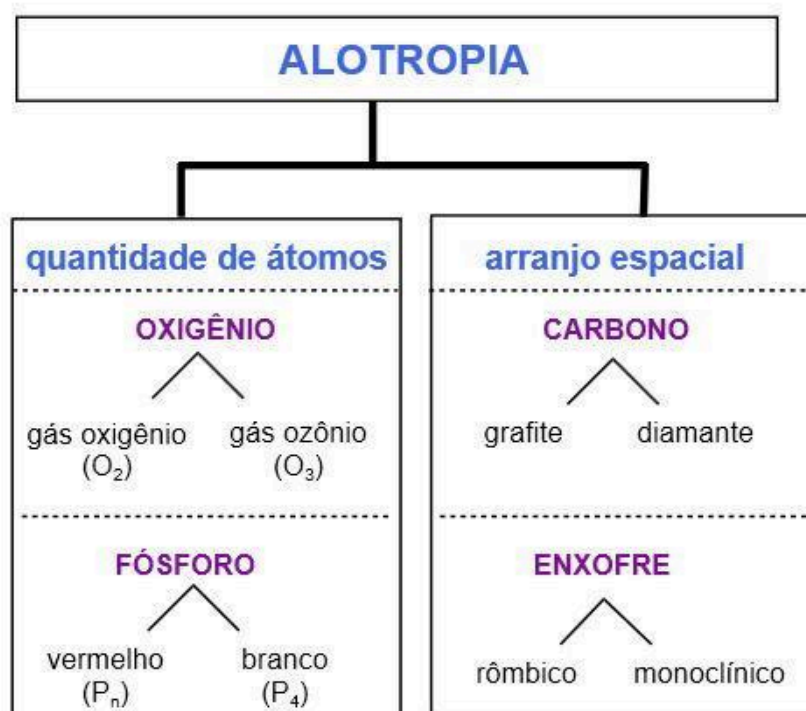 ALOTROPIA
quantidade de átomos
OXIGÊNIO
gás oxigênio
(O₂)
gás ozônio
(O₃)
FÓSFORO
vermelho
(Pₙ)
branco
(P₄)
arranjo espacial
CARBONO
grafite
diamante
ENXOFRE
rômbico
monoclínico